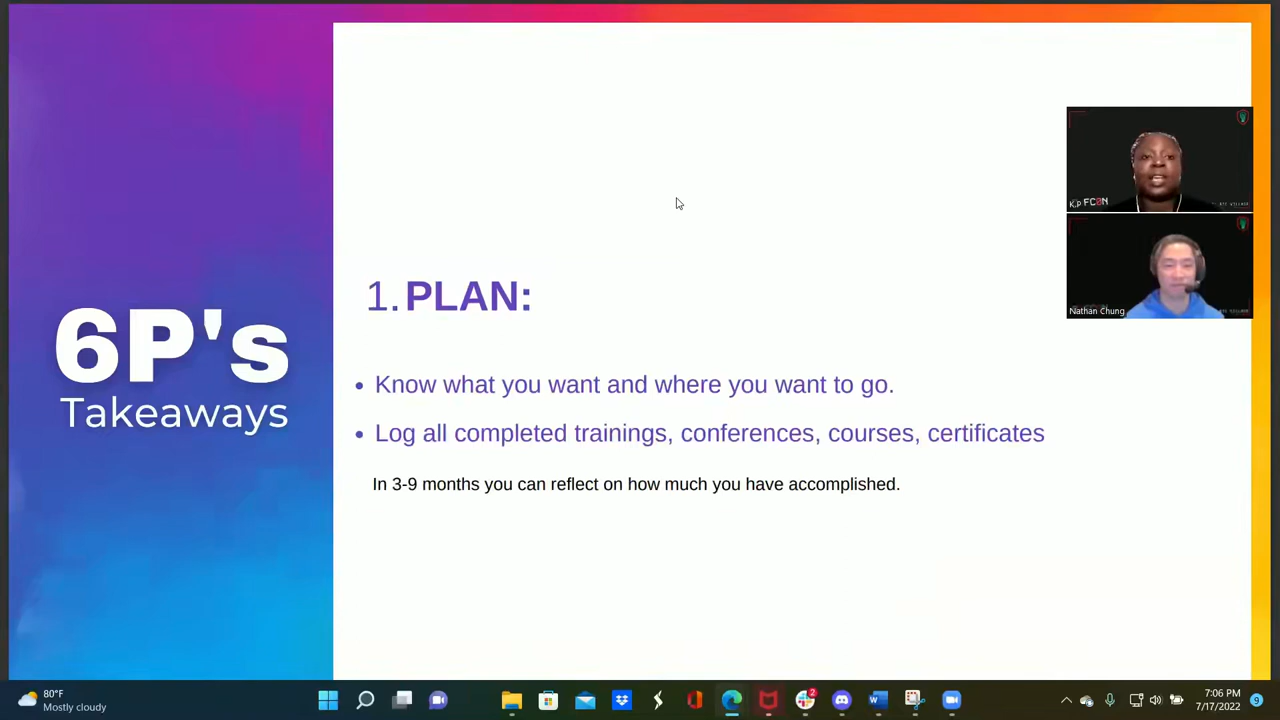 6P's
Takeaways
1. PLAN:
• Know what you want and where you want to go.
• Log all completed trainings, conferences, courses, certificates
In 3-9 months you can reflect on how much you have accomplished.
K.P
Nathan Chung
80°F
Mostly cloudy
2
7:06 PM
7/17/2022
9